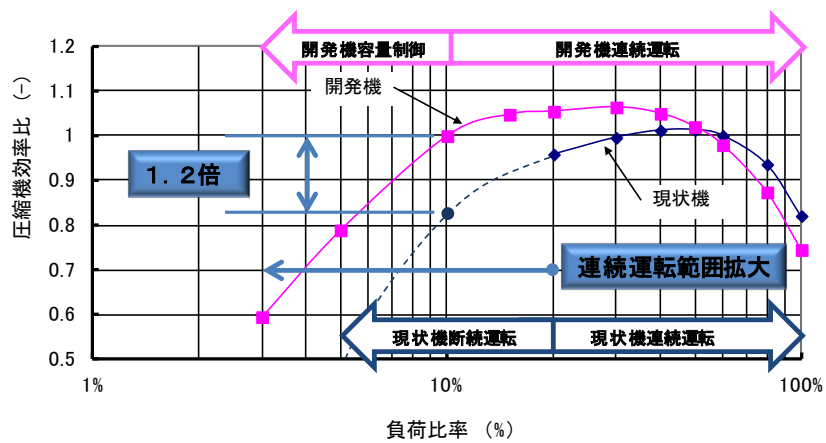 圧縮機効率比 (-)
1.2
1.1
1
0.9
0.8
0.7
0.6
0.5
開発機容量制御
開発機連続運転
開発機
1．2倍
現状機
連続運転範囲拡大
現状機断続運転
現状機連続運転
1%
10%
100%
負荷比率 (%)